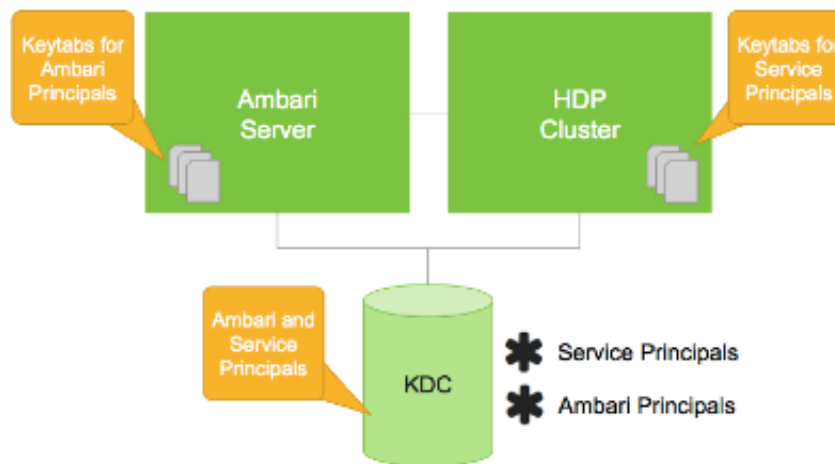 Keytabs for
Ambari
Principals
Ambari
Server
HDP
Cluster
Keytabs for
Service
Principals
Ambari and
Service
Principals
KDC
Service Principals
Ambari Principals